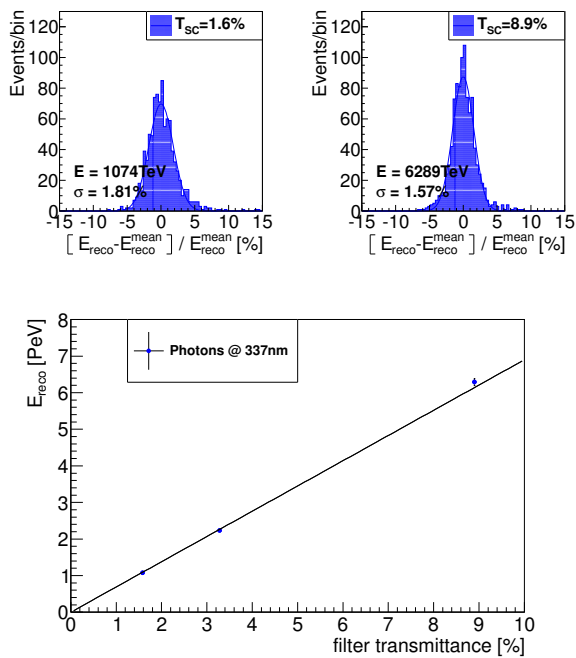 Events/bin
T_SC=1.6%
120
100
80
60
40
20
0
E = 1074TeV
σ = 1.81%
-15 -10 -5 0 5 10 15
[ E_reco-E_reco^mean ] / E_reco^mean [%]
Events/bin
T_SC=8.9%
120
100
80
60
40
20
0
E = 6289TeV
σ = 1.57%
-15 -10 -5 0 5 10 15
[ E_reco-E_reco^mean ] / E_reco^mean [%]
E_reco [PeV]
Photons @ 337nm
8
7
6
5
4
3
2
1
0
0 1 2 3 4 5 6 7 8 9 10
filter transmittance [%]